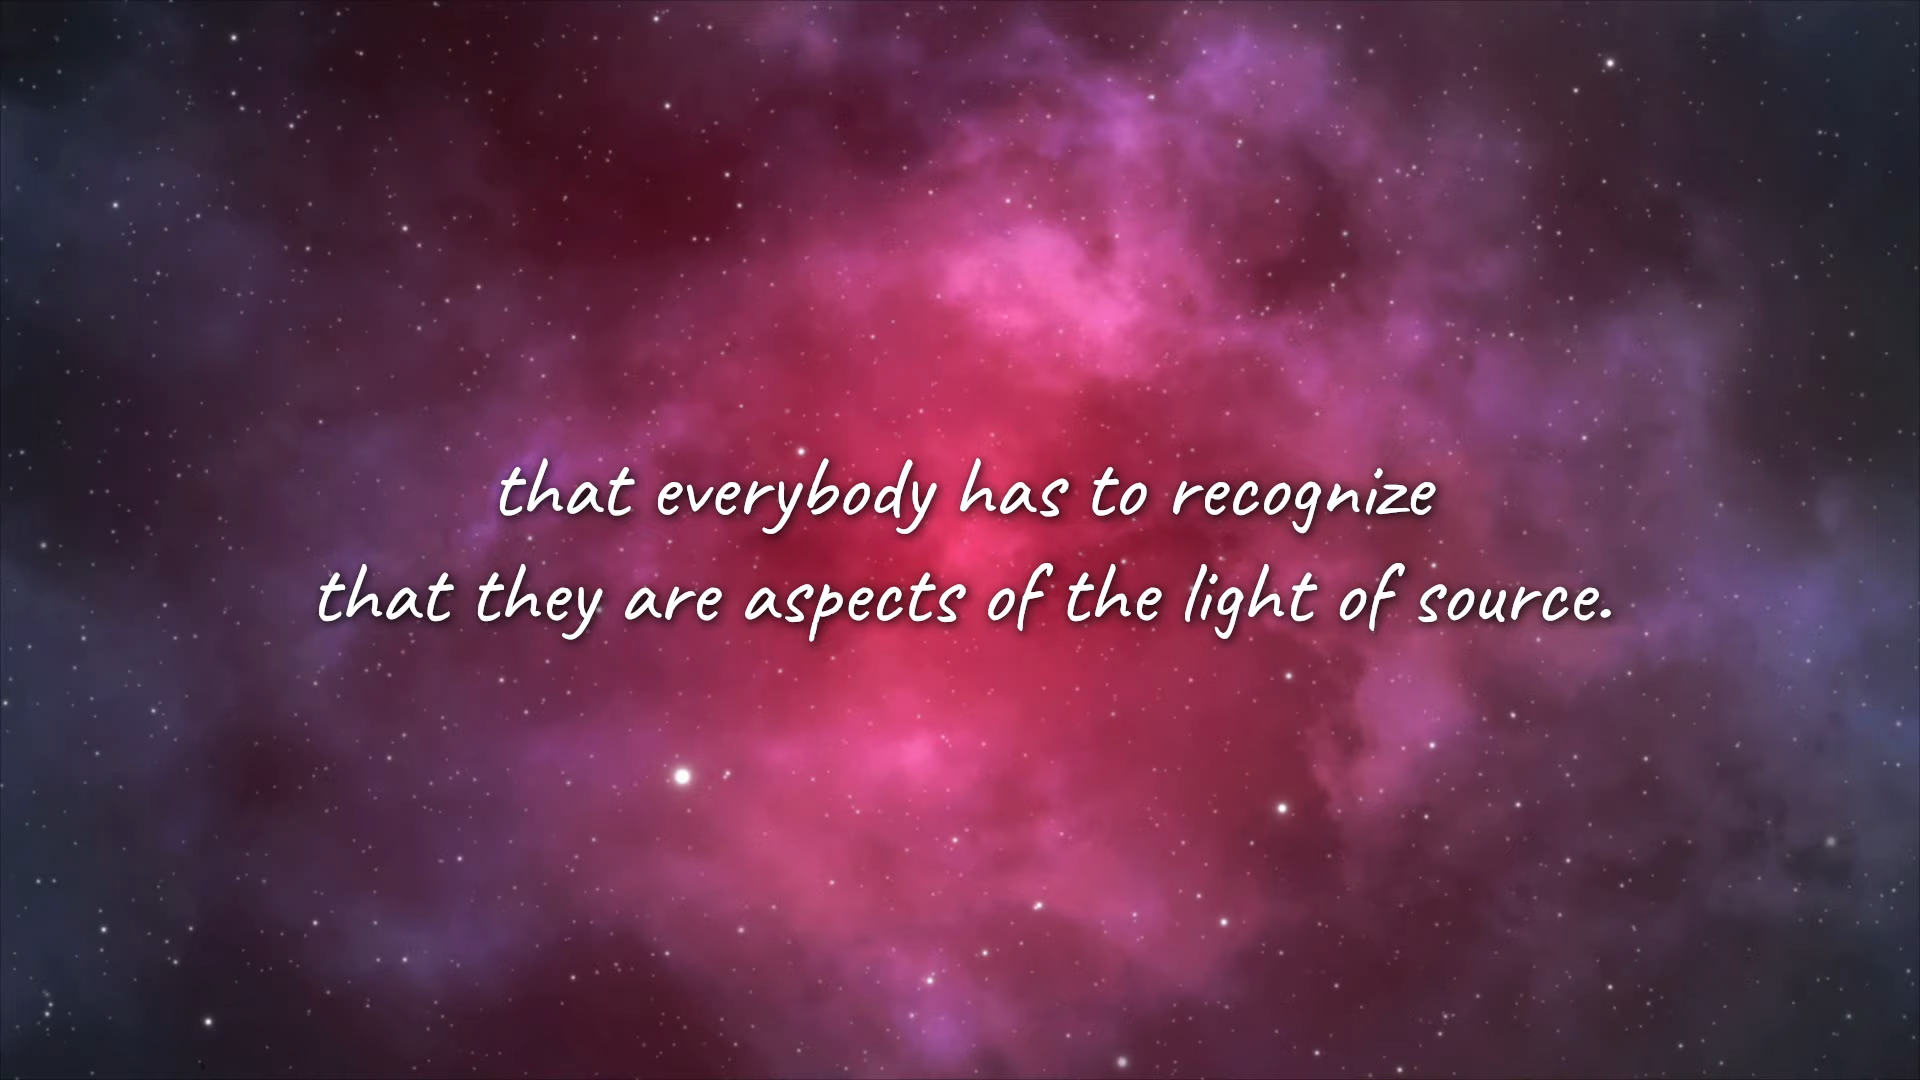 that everybody has to recognize
that they are aspects of the light of source.